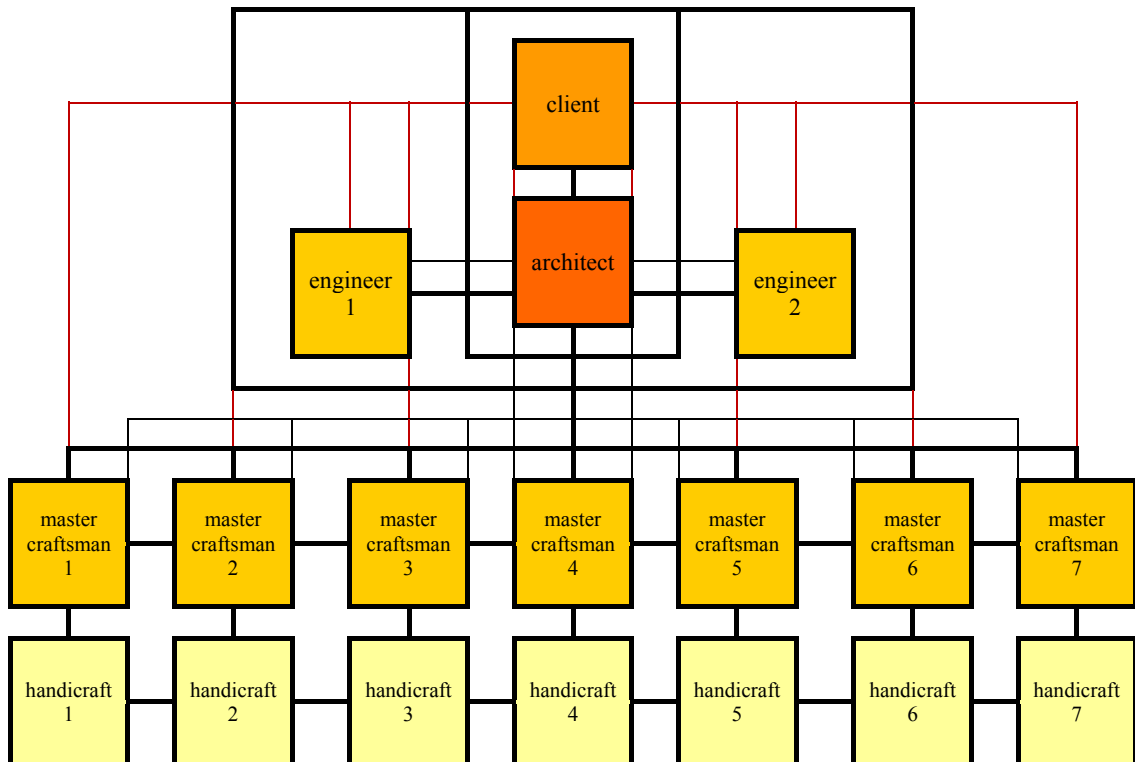 client
architect
engineer
1
engineer
2
master
craftsman
1
master
craftsman
2
master
craftsman
3
master
craftsman
4
master
craftsman
5
master
craftsman
6
master
craftsman
7
handicraft
1
handicraft
2
handicraft
3
handicraft
4
handicraft
5
handicraft
6
handicraft
7